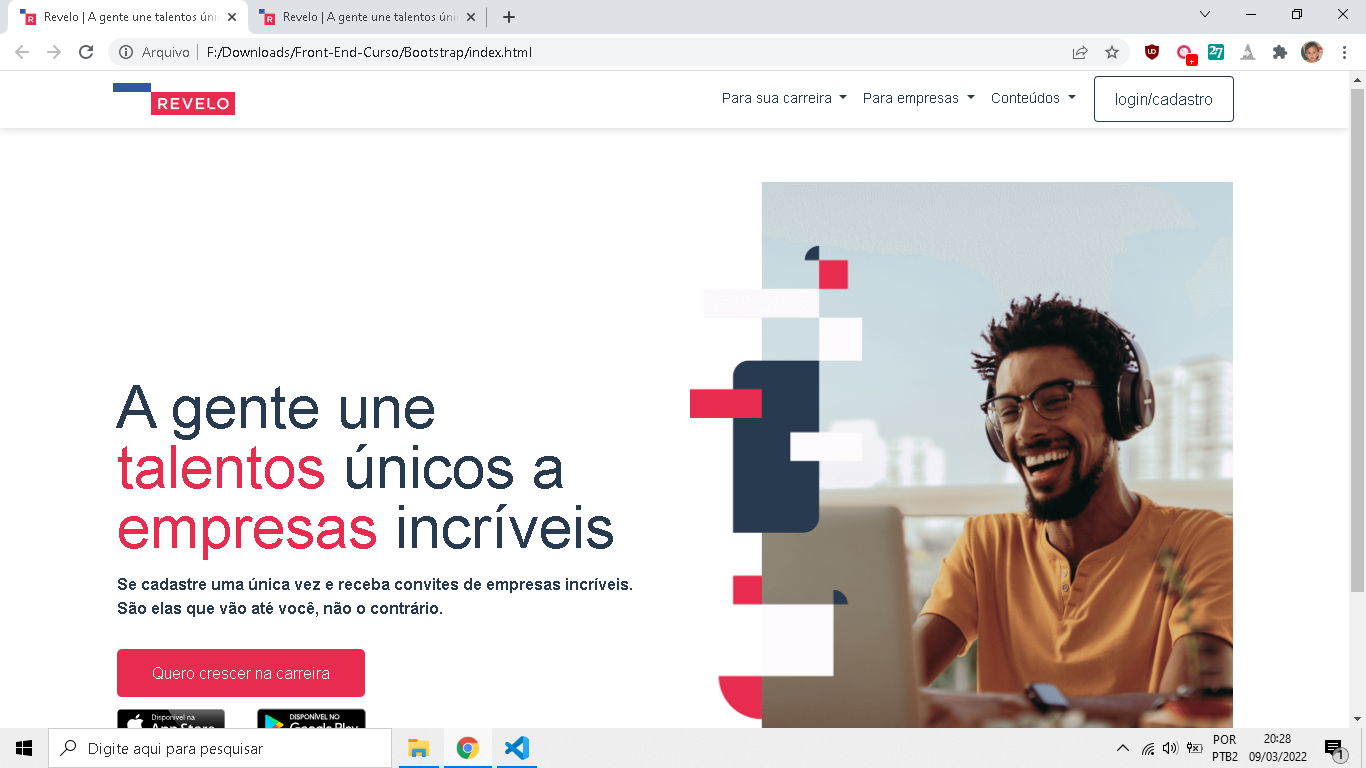 Revelo | A gente une talentos úni
Revelo | A gente une talentos úni
Arquivo
F:/Downloads/Front-End-Curso/Bootstrap/index.html
27
REVELO
Para sua carreira
Para empresas
Conteúdos
login/cadastro
A gente une
talentos únicos a
empresas incríveis
Se cadastre uma única vez e receba convites de empresas incríveis.
São elas que vão até você, não o contrário.
Quero crescer na carreira
Disponível na
App Store
DISPONÍVEL NO
Google Play
Digite aqui para pesquisar
POR
PTB2
20:28
09/03/2022
1